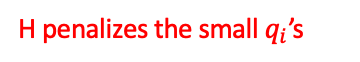 H penalizes the small qᵢ's